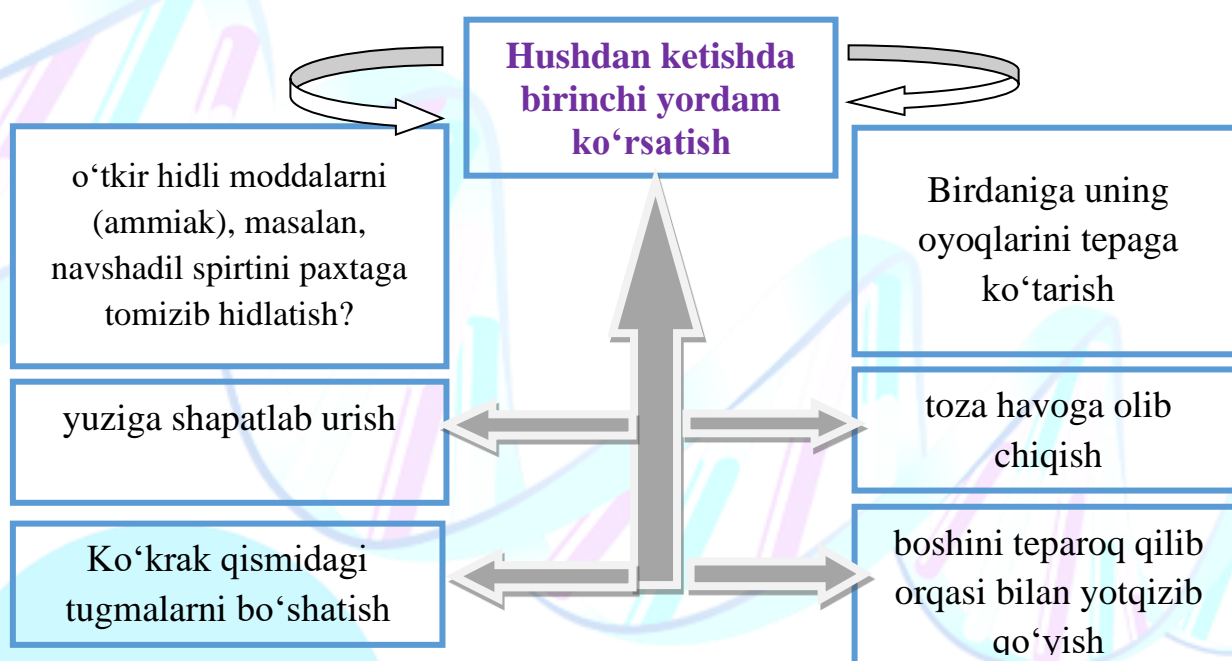 Hushdan ketishda
birinchi yordam
ko‘rsatish
o‘tkir hidli moddalarni
(ammiak), masalan,
navshadil spirtini paxtaga
tomizib hidlatish?
Birdaniga uning
oyoqlarini tepaga
ko‘tarish
yuziga shapatlab urish
toza havoga olib
chiqish
Ko‘krak qismidagi
tugmalarni bo‘shatish
boshini teparoq qilib
orqasi bilan yotqizib
qo‘yish